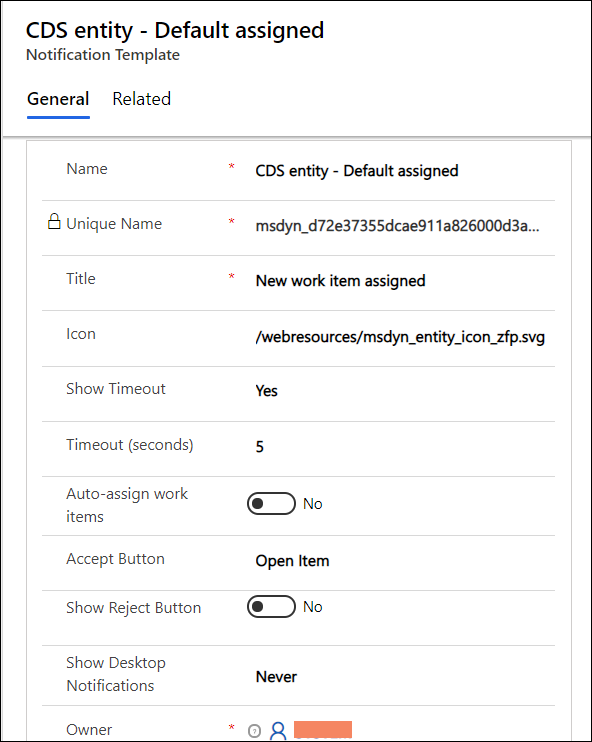 CDS entity - Default assigned
Notification Template
General Related
Name * CDS entity - Default assigned
Unique Name * msdyn_d72e37355dcae911a826000d3a...
Title * New work item assigned
Icon /webresources/msdyn_entity_icon_zfp.svg
Show Timeout Yes
Timeout (seconds) 5
Auto-assign work
items No
Accept Button Open Item
Show Reject Button No
Show Desktop
Notifications Never
Owner *